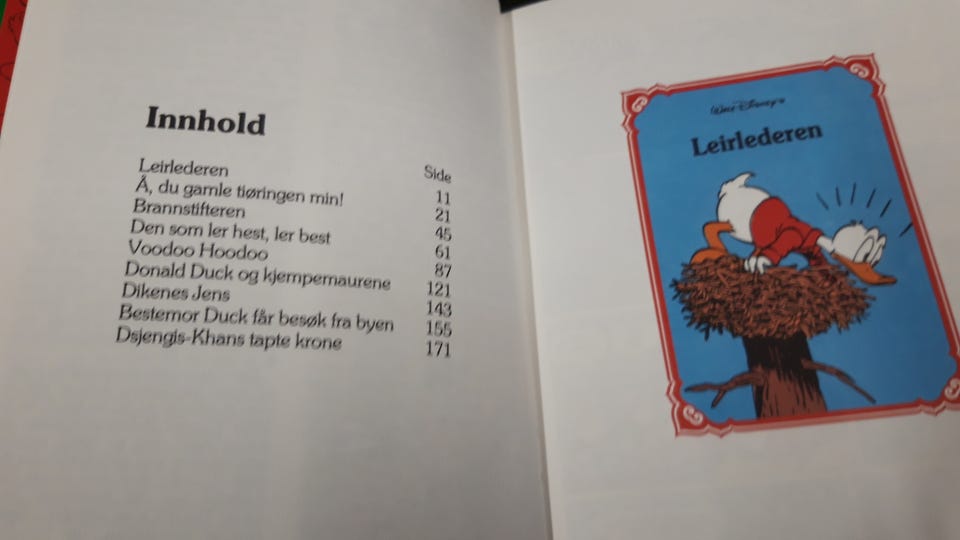 Innhold
Side
Leirlederen 11
Å, du gamle tiøringen min! 21
Brannstifteren 45
Den som ler hest, ler best 61
Voodoo Hoodoo 87
Donald Duck og kjempemaurene 121
Dikenes Jens 143
Bestemor Duck får besøk fra byen 155
Dsjengis-Khans tapte krone 171
Walt Disney's
Leirlederen